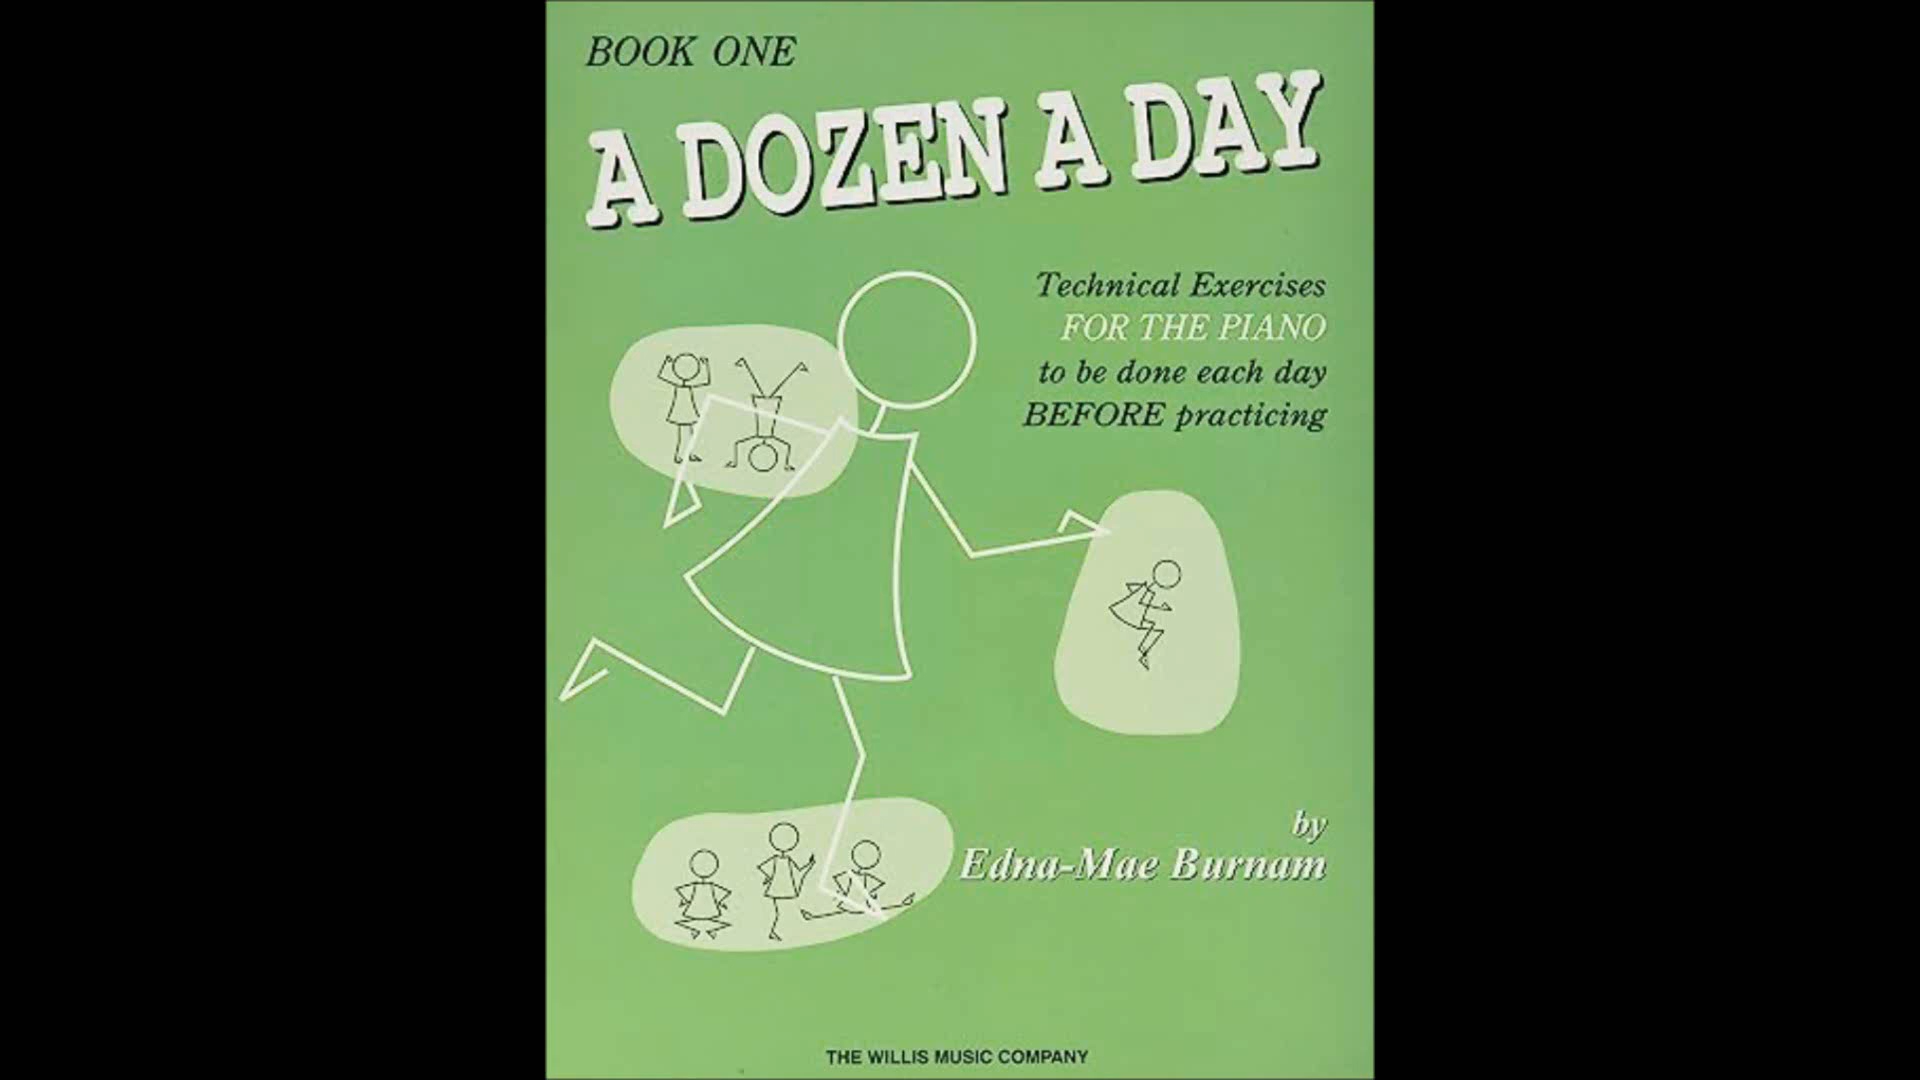 BOOK ONE
A DOZEN A DAY
Technical Exercises
FOR THE PIANO
to be done each day
BEFORE practicing
by
Edna-Mae Burnam
THE WILLIS MUSIC COMPANY